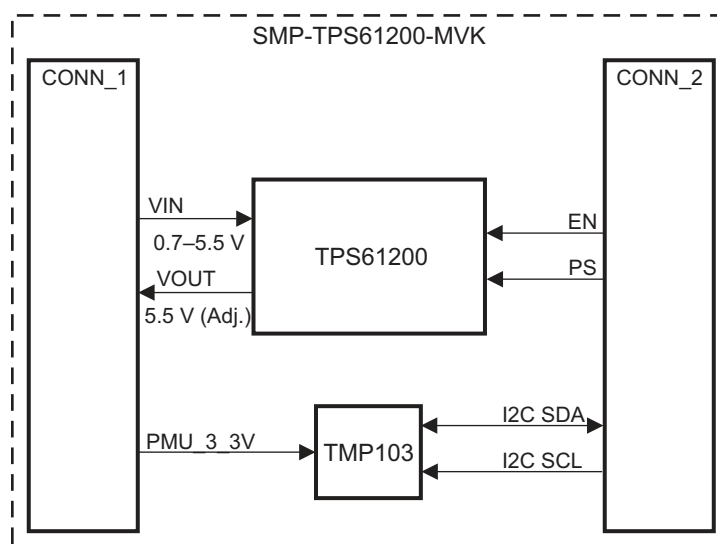 SMP-TPS61200-MVK
CONN_1
CONN_2
VIN
0.7–5.5 V
VOUT
5.5 V (Adj.)
TPS61200
EN
PS
PMU_3_3V
TMP103
I2C SDA
I2C SCL